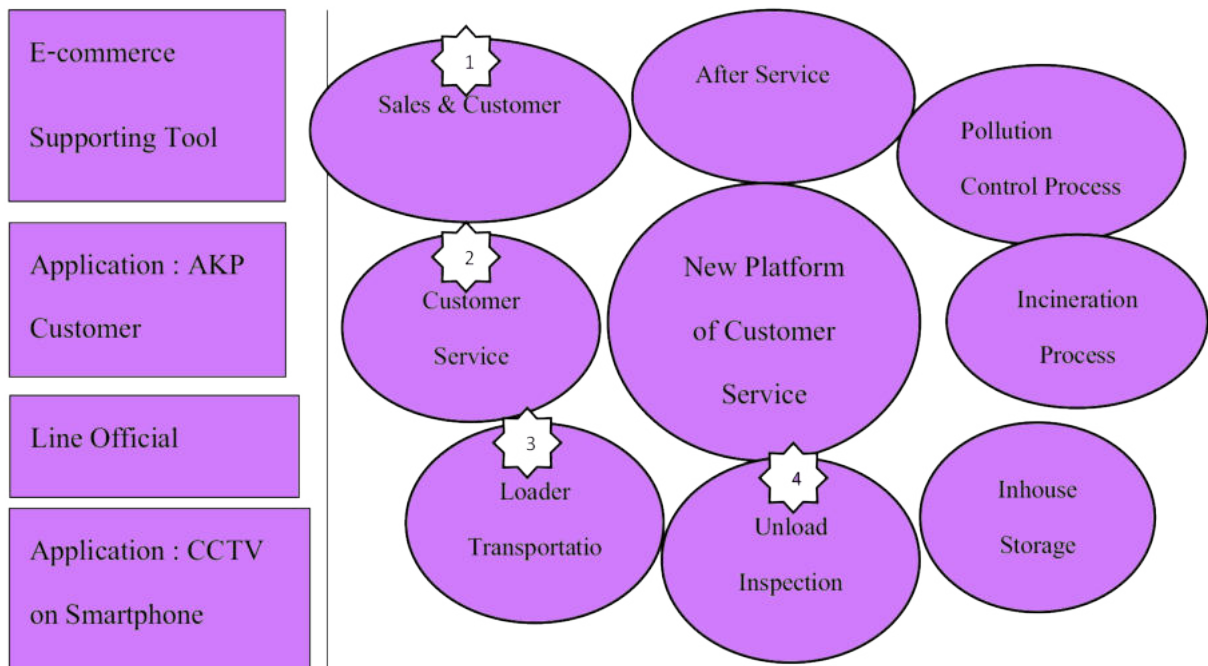 E-commerce
Supporting Tool
Application : AKP
Customer
Line Official
Application : CCTV
on Smartphone
1
Sales & Customer
2
Customer
Service
3
Loader
Transportatio
4
Unload
Inspection
Inhouse
Storage
Incineration
Process
Pollution
Control Process
After Service
New Platform
of Customer
Service